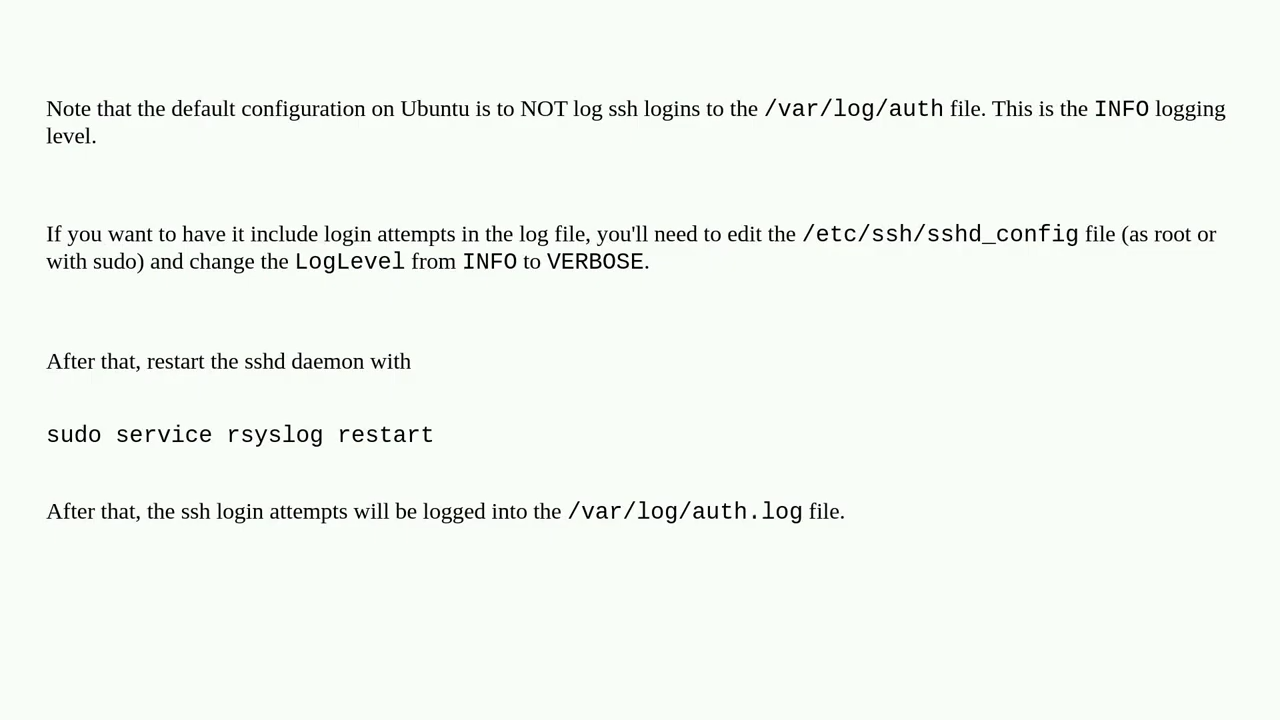 Note that the default configuration on Ubuntu is to NOT log ssh logins to the /var/log/auth file. This is the INFO logging
level.
If you want to have it include login attempts in the log file, you'll need to edit the /etc/ssh/sshd_config file (as root or
with sudo) and change the LogLevel from INFO to VERBOSE.
After that, restart the sshd daemon with
sudo service rsyslog restart
After that, the ssh login attempts will be logged into the /var/log/auth.log file.